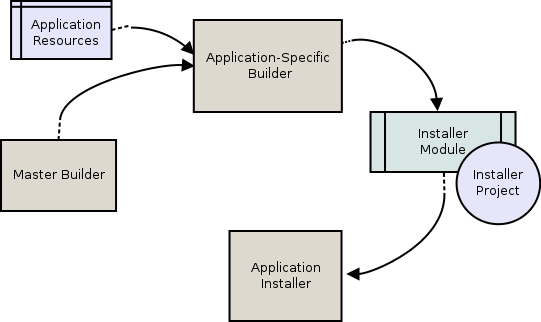 Application
Resources
Application-Specific
Builder
Installer
Module
Master Builder
Installer
Project
Application
Installer